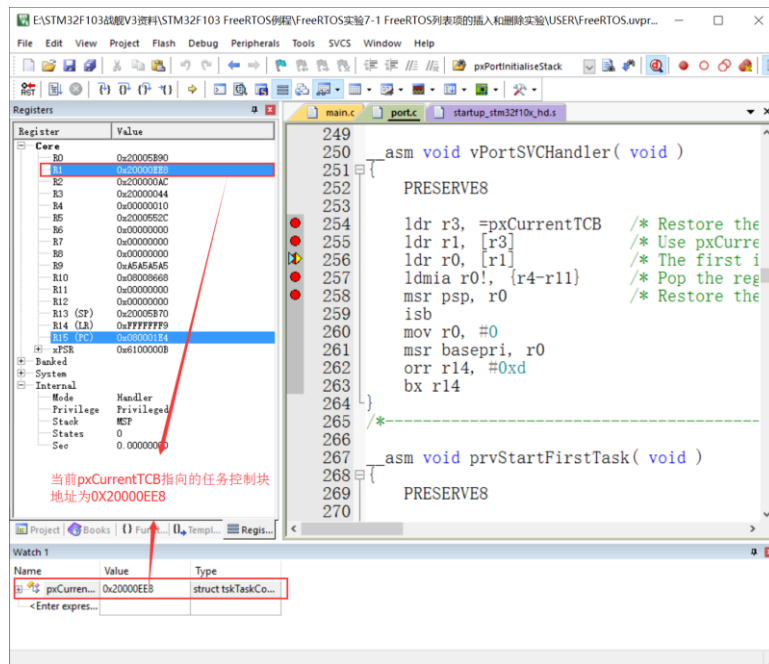 E:\STM32F103战舰V3资料\STM32F103 FreeRTOS例程\FreeRTOS实验7-1 FreeRTOS列表项的插入和删除实验\USER\FreeRTOS.uvpr...
File Edit View Project Flash Debug Peripherals Tools SVCS Window Help
pxPortInitialiseStack
RST
Registers
main.c port.c startup_stm32f10x_hd.s
Register Value
Core
R0 0x20005B90
R1 0x20000EE8
R2 0x200000AC
R3 0x20000044
R4 0x00000010
R5 0x2000552C
R6 0x00000000
R7 0x00000000
R8 0x00000000
R9 0xA5A5A5A5
R10 0x08008668
R11 0x00000000
R12 0x00000000
R13 (SP) 0x20005B70
R14 (LR) 0xFFFFFFF9
R15 (PC) 0x080001E4
xPSR 0x6100000B
Banked
System
Internal
Mode Handler
Privilege Privileged
Stack MSP
States 0
Sec 0.00000000
当前pxCurrentTCB指向的任务控制块
地址为0X20000EE8
249
250 __asm void vPortSVCHandler( void )
251 {
252 PRESERVE8
253
254 ldr r3, =pxCurrentTCB /* Restore the
255 ldr r1, [r3] /* Use pxCurre
256 ldr r0, [r1] /* The first i
257 ldmia r0!, {r4-r11} /* Pop the reg
258 msr psp, r0 /* Restore the
259 isb
260 mov r0, #0
261 msr basepri, r0
262 orr r14, #0xd
263 bx r14
264 }
265 /*-----------------------------------
266
267 __asm void prvStartFirstTask( void )
268 {
269 PRESERVE8
270
Project Books Funct... Templ... Regis...
Watch 1
Name Value Type
pxCurren... 0x20000EE8 struct tskTaskCo...
<Enter expres...